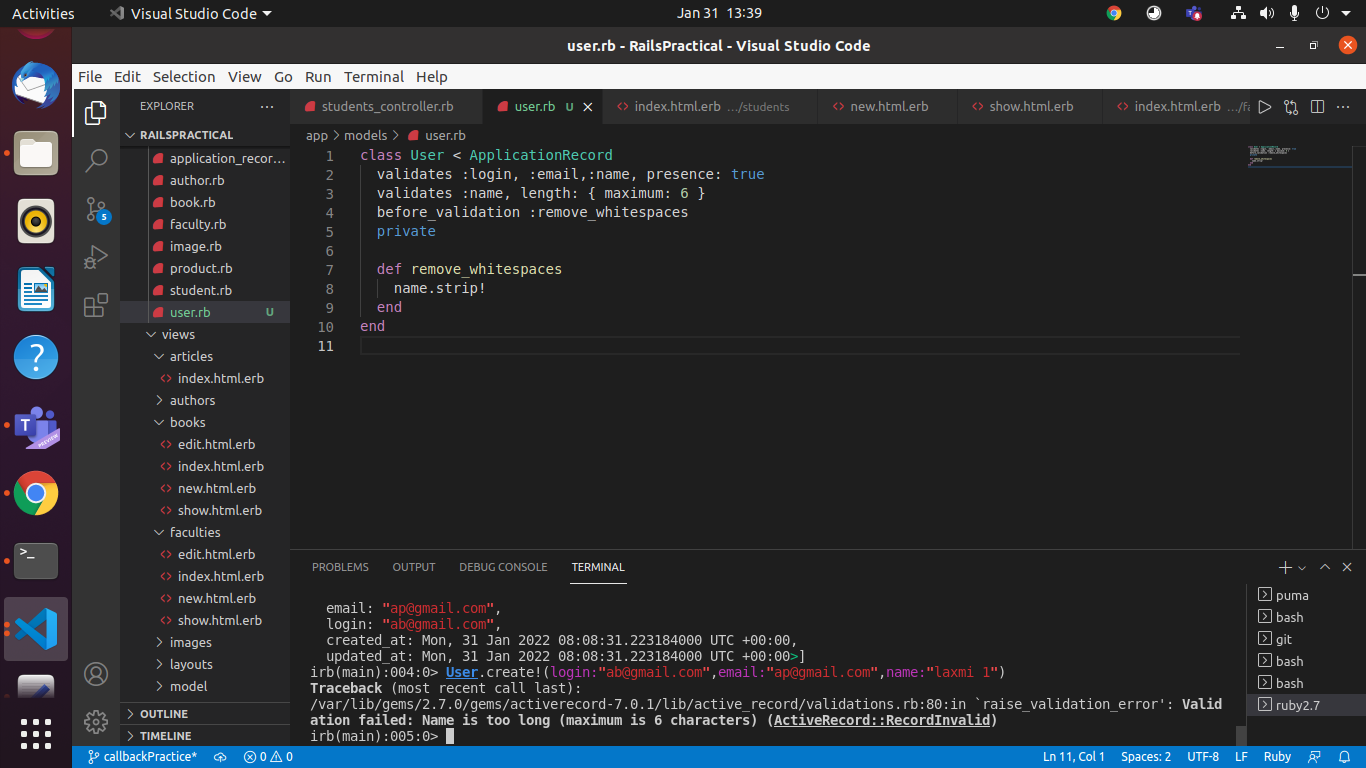 Activities
Visual Studio Code
Jan 31 13:39
user.rb - RailsPractical - Visual Studio Code
File Edit Selection View Go Run Terminal Help
EXPLORER
RAILSPRACTICAL
application_recor...
author.rb
book.rb
faculty.rb
image.rb
product.rb
student.rb
user.rb U
views
articles
index.html.erb
authors
books
edit.html.erb
index.html.erb
new.html.erb
show.html.erb
faculties
edit.html.erb
index.html.erb
new.html.erb
show.html.erb
images
layouts
model
OUTLINE
TIMELINE
5
students_controller.rb
user.rb U
index.html.erb .../students
new.html.erb
show.html.erb
index.html.erb .../fa
app > models > user.rb
1 class User < ApplicationRecord
2 validates :login, :email,:name, presence: true
3 validates :name, length: { maximum: 6 }
4 before_validation :remove_whitespaces
5 private
6
7 def remove_whitespaces
8 name.strip!
9 end
10 end
11
PROBLEMS OUTPUT DEBUG CONSOLE TERMINAL
email: "ap@gmail.com",
login: "ab@gmail.com",
created_at: Mon, 31 Jan 2022 08:08:31.223184000 UTC +00:00,
updated_at: Mon, 31 Jan 2022 08:08:31.223184000 UTC +00:00>]
irb(main):004:0> User.create!(login:"ab@gmail.com",email:"ap@gmail.com",name:"laxmi 1")
Traceback (most recent call last):
/var/lib/gems/2.7.0/gems/activerecord-7.0.1/lib/active_record/validations.rb:80:in `raise_validation_error': Valid
ation failed: Name is too long (maximum is 6 characters) (ActiveRecord::RecordInvalid)
irb(main):005:0>
puma
bash
git
bash
bash
ruby2.7
callbackPractice* 0 0
Ln 11, Col 1 Spaces: 2 UTF-8 LF Ruby